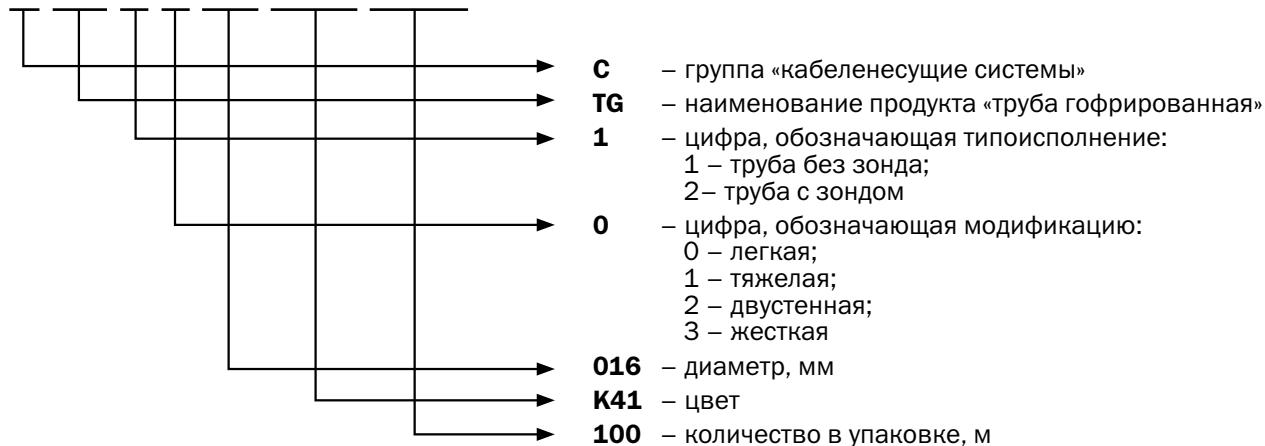 C – группа «кабеленесущие системы»
TG – наименование продукта «труба гофрированная»
1 – цифра, обозначающая типоисполнение:
1 – труба без зонда;
2– труба с зондом
0 – цифра, обозначающая модификацию:
0 – легкая;
1 – тяжелая;
2 – двустенная;
3 – жесткая
016 – диаметр, мм
K41 – цвет
100 – количество в упаковке, м